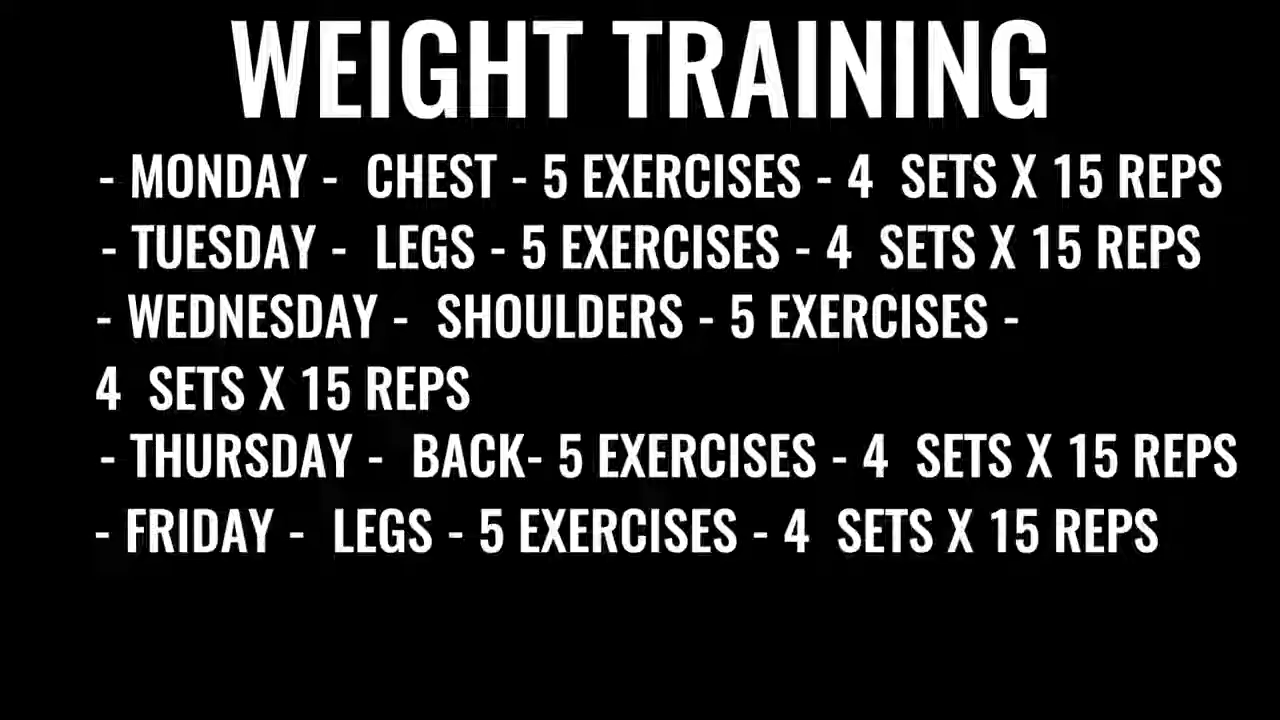 WEIGHT TRAINING
- MONDAY - CHEST - 5 EXERCISES - 4 SETS X 15 REPS
- TUESDAY - LEGS - 5 EXERCISES - 4 SETS X 15 REPS
- WEDNESDAY - SHOULDERS - 5 EXERCISES -
4 SETS X 15 REPS
- THURSDAY - BACK- 5 EXERCISES - 4 SETS X 15 REPS
- FRIDAY - LEGS - 5 EXERCISES - 4 SETS X 15 REPS